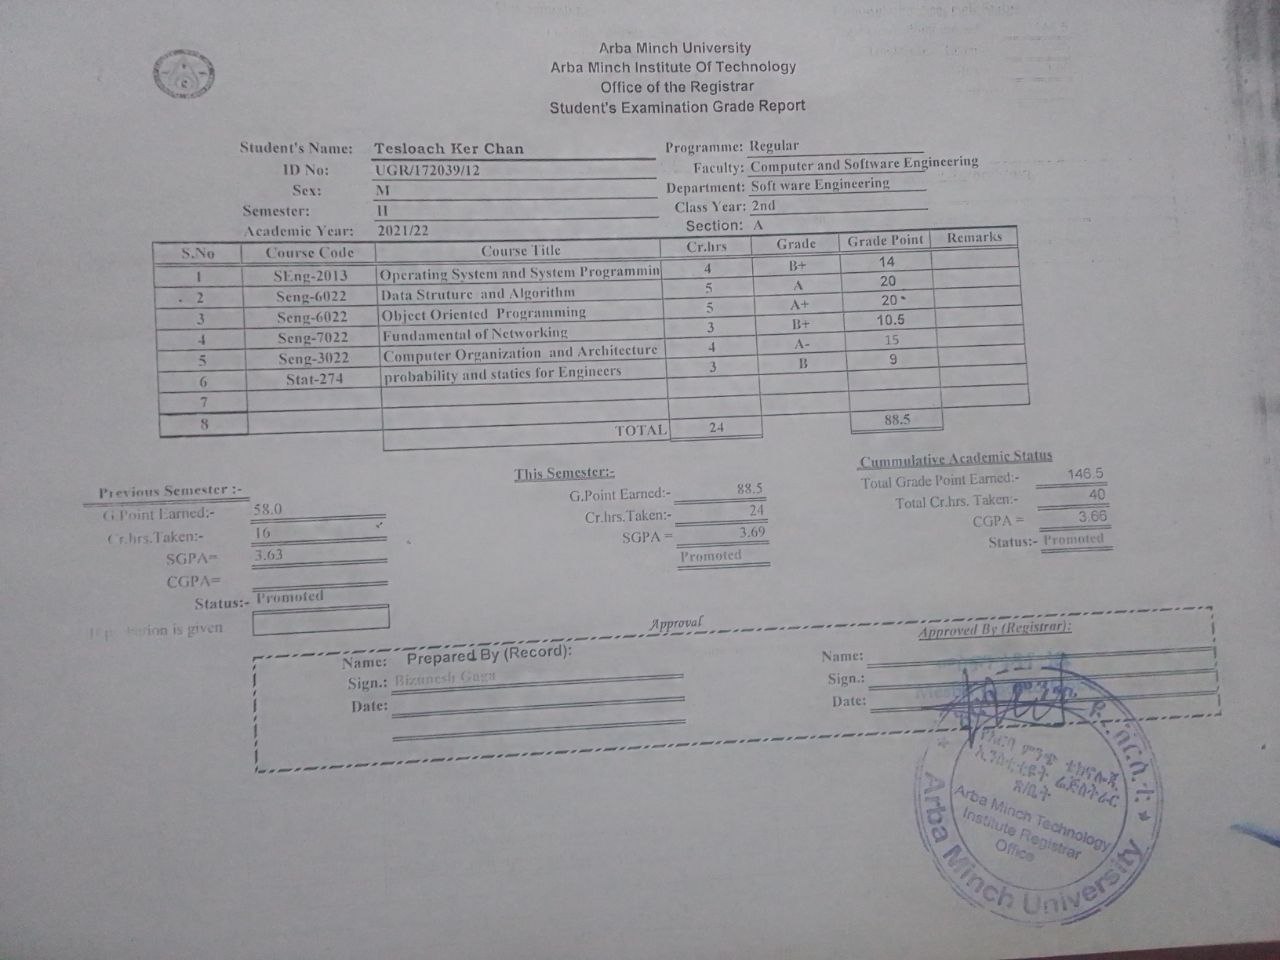 Arba Minch University
Arba Minch Institute Of Technology
Office of the Registrar
Student's Examination Grade Report
Student's Name: Tesloach Ker Chan Programme: Regular
ID No: UGR/172039/12 Faculty: Computer and Software Engineering
Sex: M Department: Soft ware Engineering
Semester: II Class Year: 2nd
Academic Year: 2021/22 Section: A
S.No Course Code Course Title Cr.hrs Grade Grade Point Remarks
1 SEng-2013 Operating System and System Programmin 4 B+ 14
2 Seng-6022 Data Struture and Algorithm 5 A 20
3 Seng-6022 Object Oriented Programming 5 A+ 20
4 Seng-7022 Fundamental of Networking 3 B+ 10.5
5 Seng-3022 Computer Organization and Architecture 4 A- 15
6 Stat-274 probability and statics for Engineers 3 B 9
7
8
TOTAL 24 88.5
Previous Semester :-
G.Point Earned:- 58.0
Cr.hrs.Taken:- 16
SGPA= 3.63
CGPA=
Status:- Promoted
is given
This Semester:-
G.Point Earned:- 88.5
Cr.hrs.Taken:- 24
SGPA = 3.69
Promoted
Cummulative Academic Status
Total Grade Point Earned:- 146.5
Total Cr.hrs. Taken:- 40
CGPA = 3.66
Status:- Promoted
Approval
Name: Prepared By (Record):
Sign.: Bizunesh Gaga
Date:
Approved By (Registrar):
Name:
Sign.:
Date:
የአርባ ምንጭ ቴክኖሎጂ
ኢንስቲቲዩት ሬጅስትራር
ጽ/ቤት
Arba Minch Technology
Institute Registrar
Office
Arba Minch University